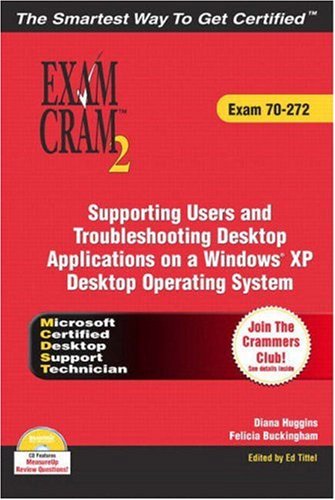 The Smartest Way To Get Certified™
EXAM
CRAM™
2
Exam 70-272
Supporting Users and
Troubleshooting Desktop
Applications on a Windows® XP
Desktop Operating System
Microsoft
Certified
Desktop
Support
Technician
Join The
Crammers
Club!
See details inside
Diana Huggins
Felicia Buckingham
Edited by Ed Tittel
CD Features
MeasureUp
Review Questions!